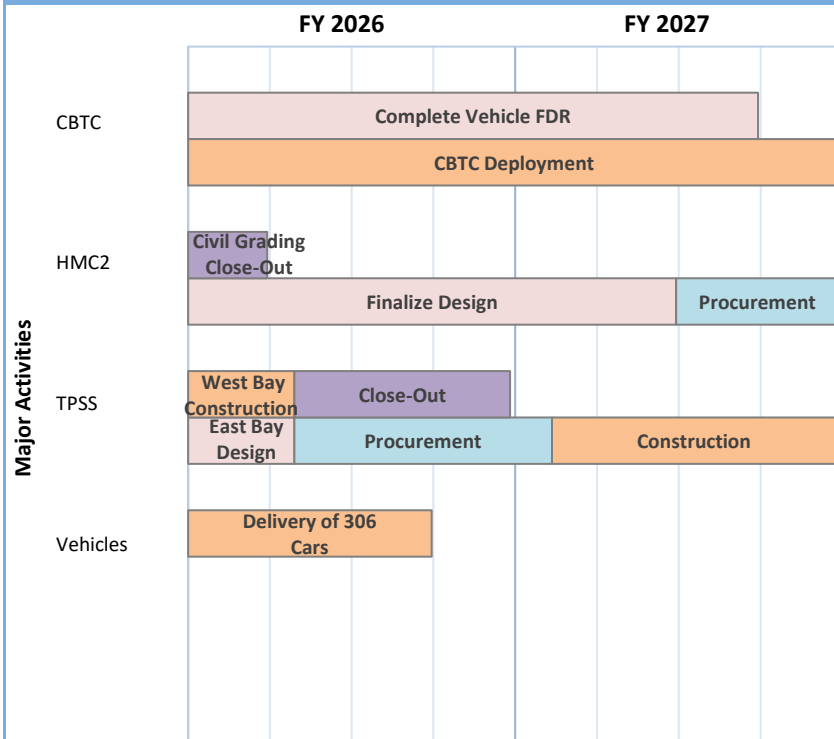 FY 2026
FY 2027
Major Activities
CBTC
Complete Vehicle FDR
CBTC Deployment
HMC2
Civil Grading
Close-Out
Finalize Design
Procurement
TPSS
West Bay
Construction
Close-Out
East Bay
Design
Procurement
Construction
Vehicles
Delivery of 306
Cars